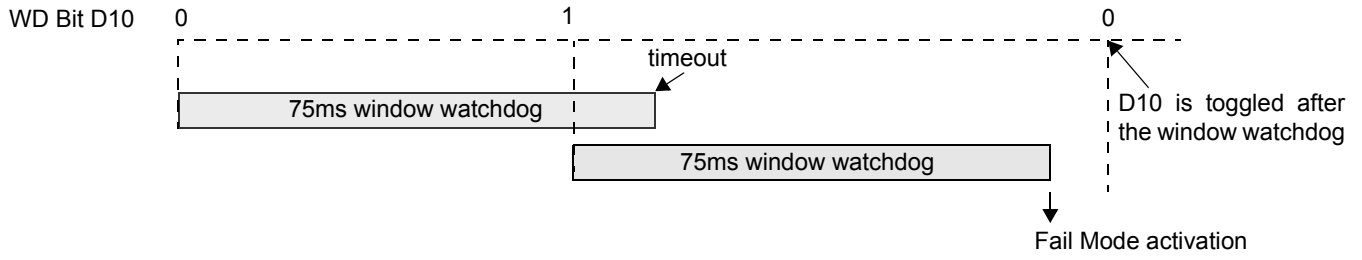 WD Bit D10 0 1 0
timeout
75ms window watchdog
D10 is toggled after
the window watchdog
75ms window watchdog
Fail Mode activation